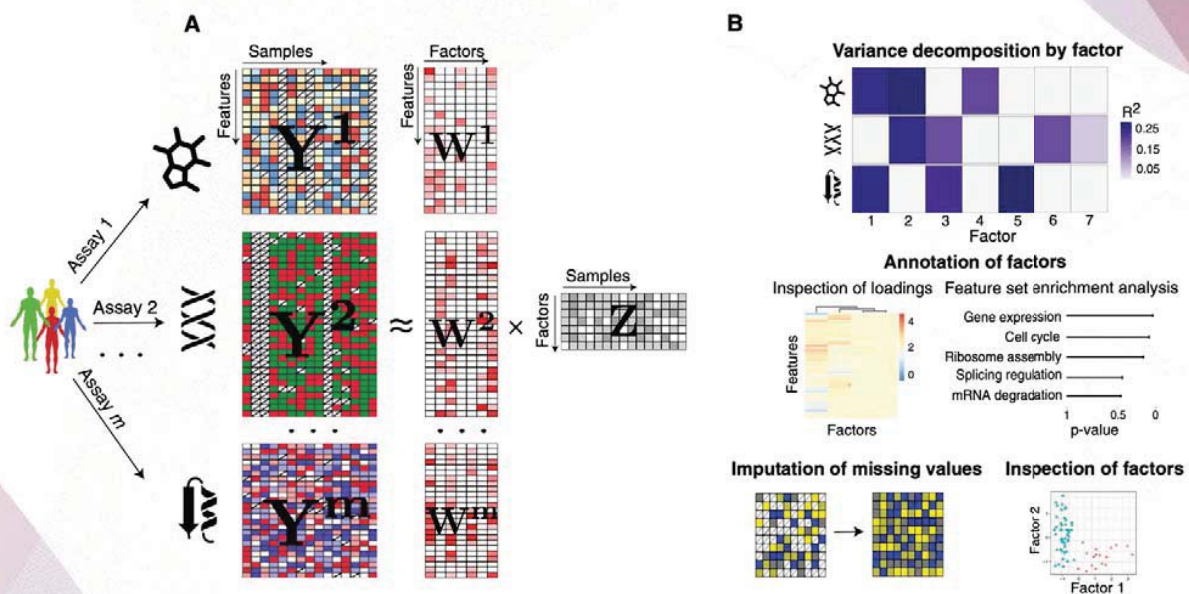 A
Samples
Factors
Features
Features
Y1
W1
Assay 1
Assay 2
. . .
Assay m
Y2
≈
W2
×
Samples
Factors
Z
. . .
. . .
Ym
Wm
B
Variance decomposition by factor
R2
0.25
0.15
0.05
1 2 3 4 5 6 7
Factor
Annotation of factors
Inspection of loadings
Features
4
2
0
Factors
Feature set enrichment analysis
Gene expression
Cell cycle
Ribosome assembly
Splicing regulation
mRNA degradation
1 0.5 0
p-value
Imputation of missing values
Inspection of factors
Factor 2
Factor 1